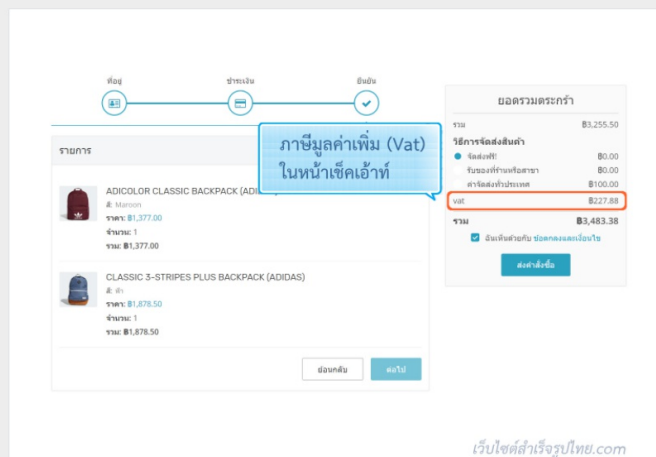 ที่อยู่ ชำระเงิน ยืนยัน
รายการ
ภาษีมูลค่าเพิ่ม (Vat)
ในหน้าเช็คเอ้าท์
ADICOLOR CLASSIC BACKPACK (ADI
สี: Maroon
ราคา: ฿1,377.00
จำนวน: 1
รวม: ฿1,377.00
CLASSIC 3-STRIPES PLUS BACKPACK (ADIDAS)
สี: ฟ้า
ราคา: ฿1,878.50
จำนวน: 1
รวม: ฿1,878.50
ย้อนกลับ ต่อไป
ยอดรวมตระกร้า
รวม ฿3,255.50
วิธีการจัดส่งสินค้า
จัดส่งฟรี! ฿0.00
รับของที่ร้านหรือสาขา ฿0.00
ค่าจัดส่งทั่วประเทศ ฿100.00
vat ฿227.88
รวม ฿3,483.38
ฉันเห็นด้วยกับ ข้อตกลงและเงื่อนไข
ส่งคำสั่งซื้อ
เว็บไซต์สำเร็จรูปไทย.com